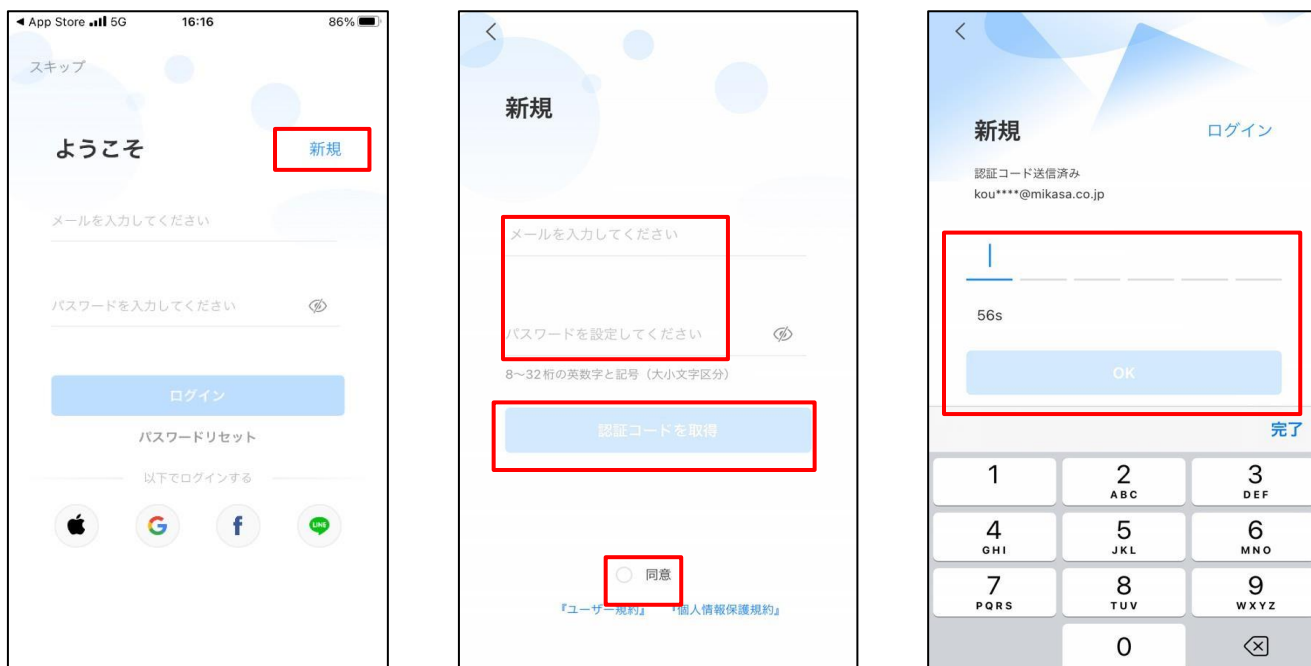 App Store 5G 16:16 86%
スキップ
ようこそ 新規
メールを入力してください
パスワードを入力してください
ログイン
パスワードリセット
以下でログインする
G f LINE
新規
メールを入力してください
パスワードを設定してください
8～32桁の英数字と記号（大小文字区分）
認証コードを取得
同意
『ユーザー規約』 『個人情報保護規約』
新規 ログイン
認証コード送信済み
kou****@mikasa.co.jp
56s
OK
完了
1 2 3
ABC DEF
4 5 6
GHI JKL MNO
7 8 9
PQRS TUV WXYZ
0